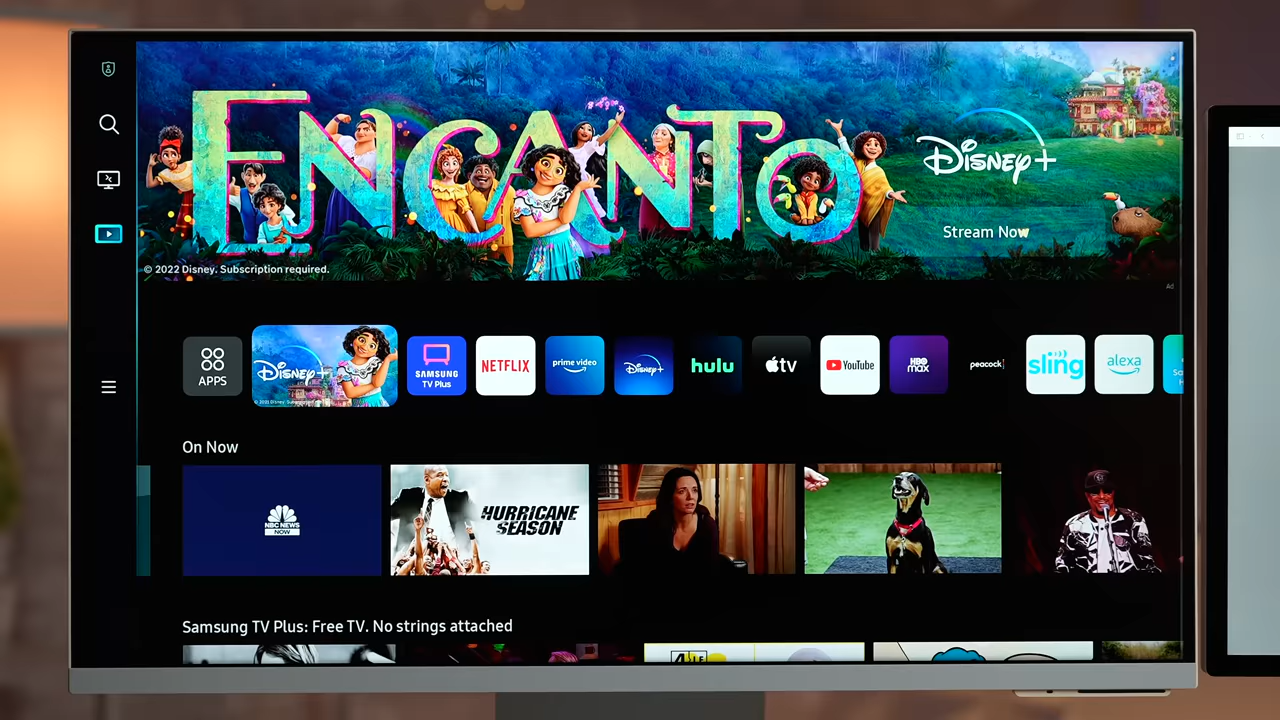 ENCANTO
Disney+
Stream Now
© 2022 Disney. Subscription required.
Ad
APPS
Disney+
SAMSUNG
TV Plus
NETFLIX
prime video
Disney+
hulu
tv
YouTube
HBO
max
peacock
sling
alexa
On Now
NBC NEWS
NOW
HURRICANE
SEASON
Samsung TV Plus: Free TV. No strings attached